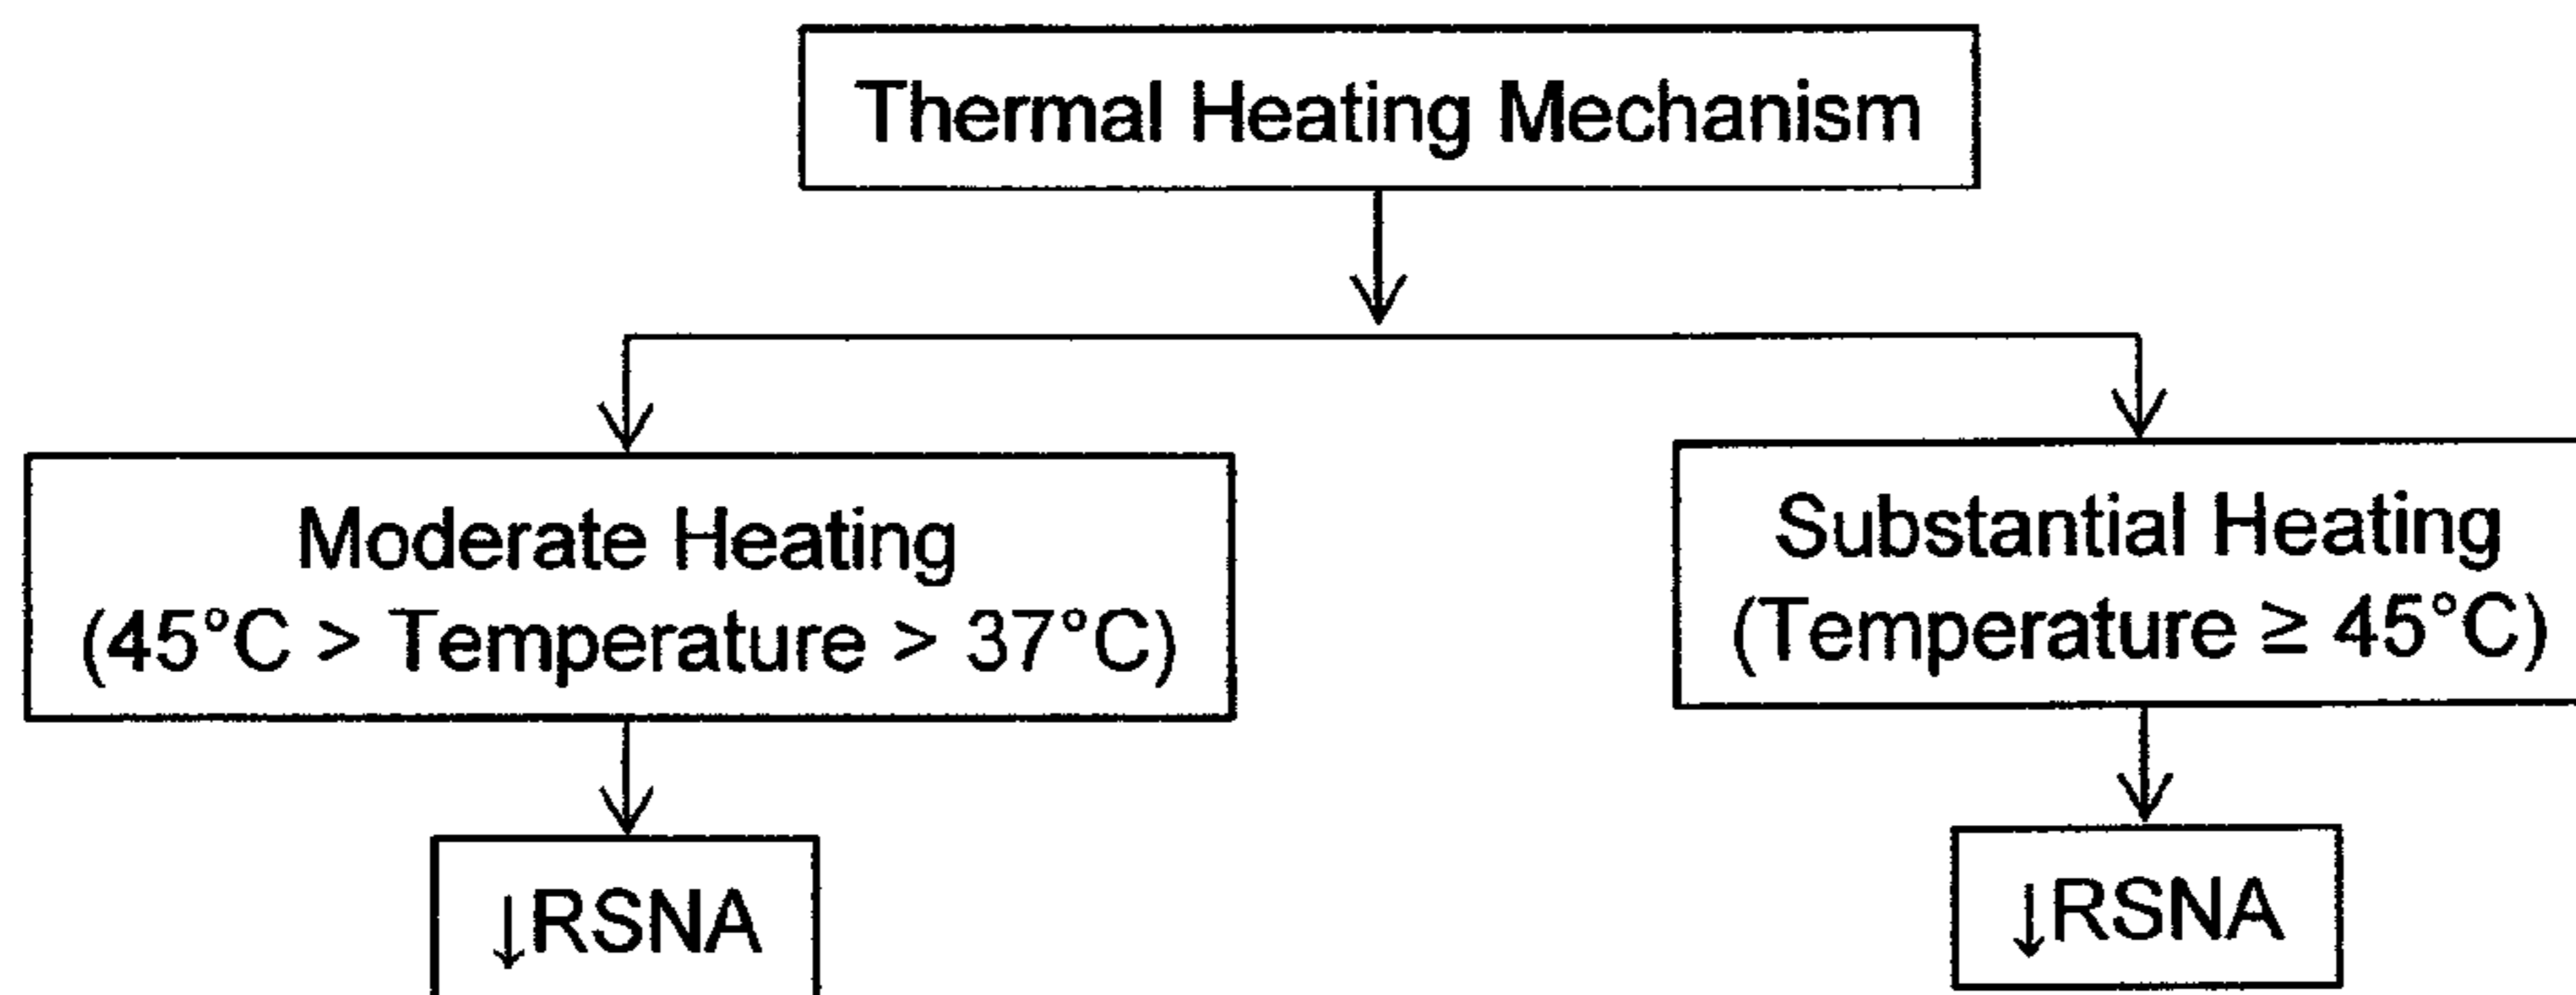 Thermal Heating Mechanism
Moderate Heating
(45°C > Temperature > 37°C)
Substantial Heating
(Temperature ≥ 45°C)
↓RSNA
↓RSNA